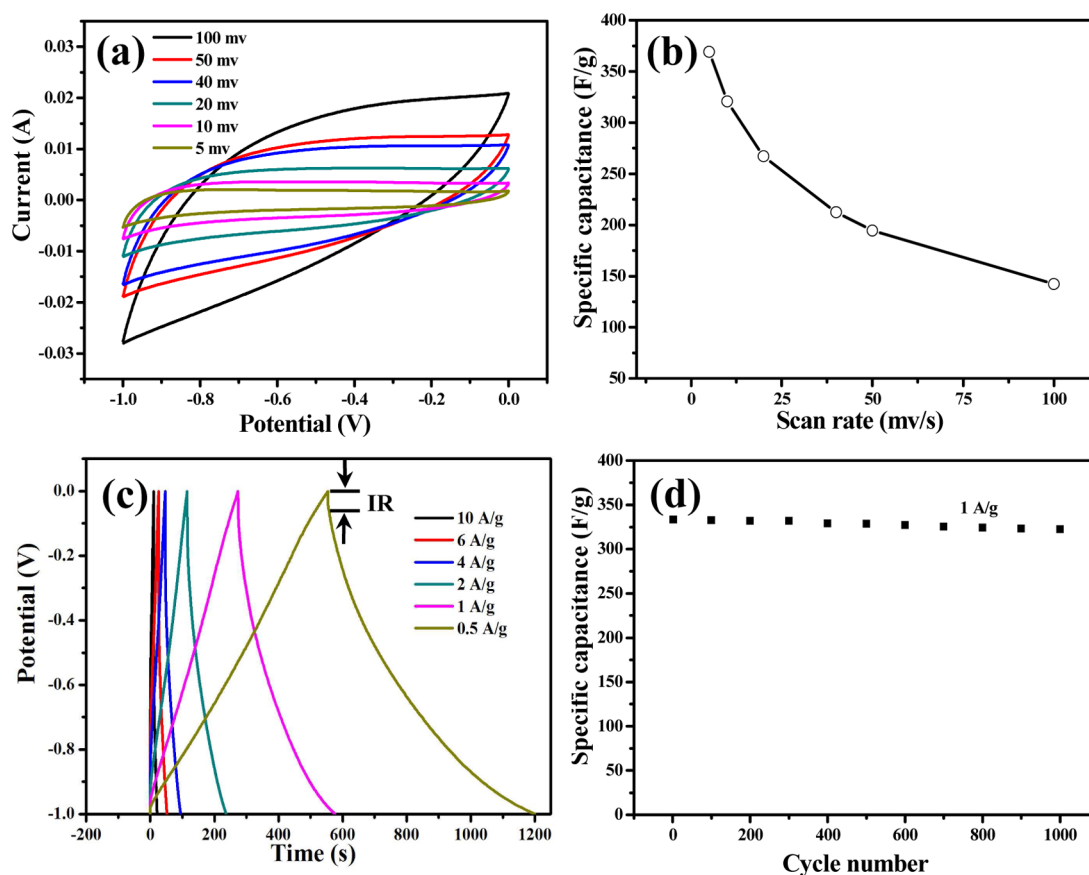 (a)
100 mv
50 mv
40 mv
20 mv
10 mv
5 mv
0.03
0.02
0.01
0.00
-0.01
-0.02
-0.03
Current (A)
-1.0 -0.8 -0.6 -0.4 -0.2 0.0
Potential (V)
(b)
400
350
300
250
200
150
100
50
Specific capacitance (F/g)
0 25 50 75 100
Scan rate (mv/s)
(c)
IR
10 A/g
6 A/g
4 A/g
2 A/g
1 A/g
0.5 A/g
0.0
-0.2
-0.4
-0.6
-0.8
-1.0
Potential (V)
-200 0 200 400 600 800 1000 1200
Time (s)
(d)
1 A/g
400
350
300
250
200
150
100
50
0
Specific capacitance (F/g)
0 200 400 600 800 1000
Cycle number